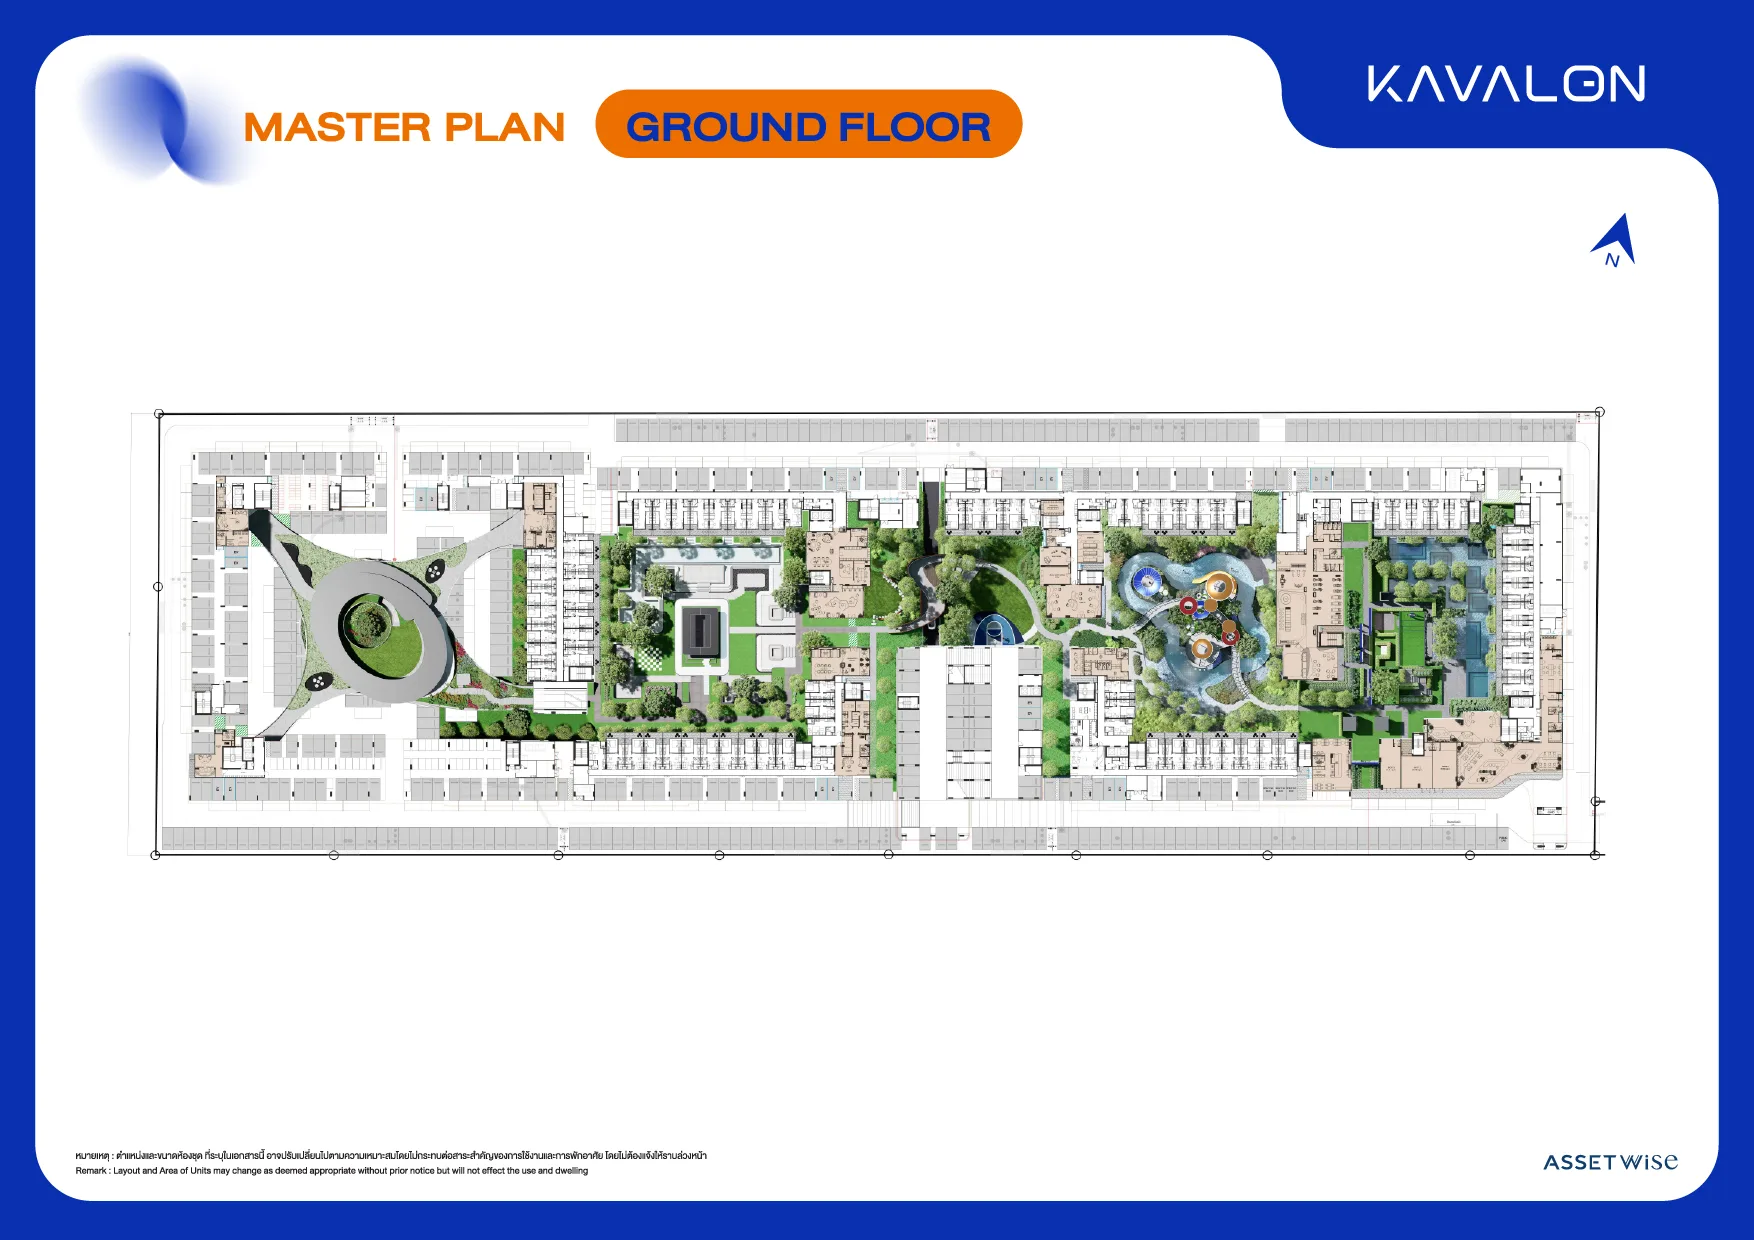 KAVALON
MASTER PLAN GROUND FLOOR
N
หมายเหตุ : ตำแหน่งและขนาดห้องชุด ที่ระบุในเอกสารนี้ อาจปรับเปลี่ยนไปตามความเหมาะสมโดยไม่กระทบต่อสาระสำคัญของการใช้งานและการพักอาศัย โดยไม่ต้องแจ้งให้ทราบล่วงหน้า
Remark : Layout and Area of Units may change as deemed appropriate without prior notice but will not effect the use and dwelling
ASSETWISE